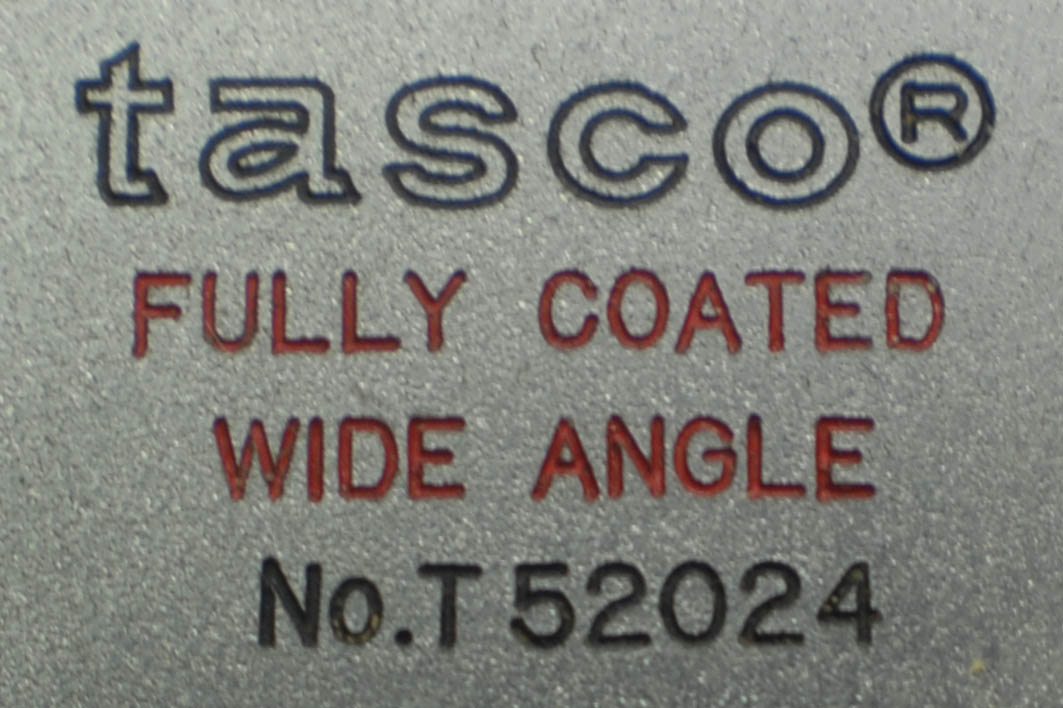 tasco®
FULLY COATED
WIDE ANGLE
No.T 52024